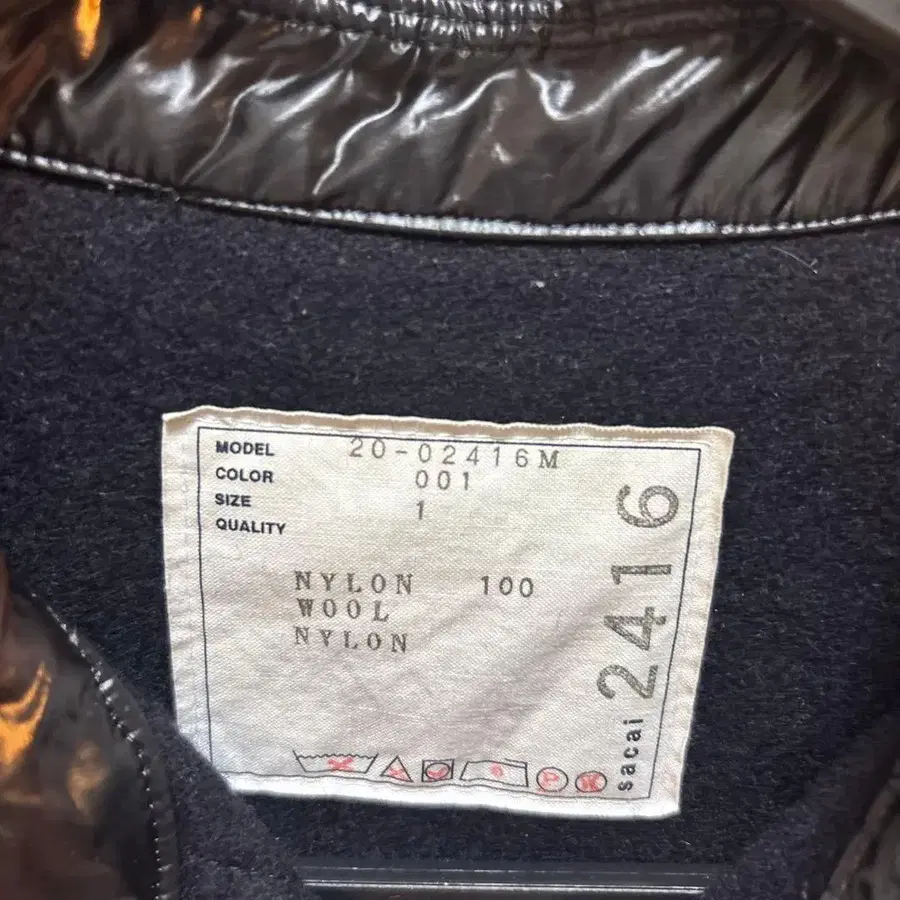 MODEL 20-02416M
COLOR 001
SIZE 1
QUALITY
NYLON 100
WOOL
NYLON
sacai 2416
P